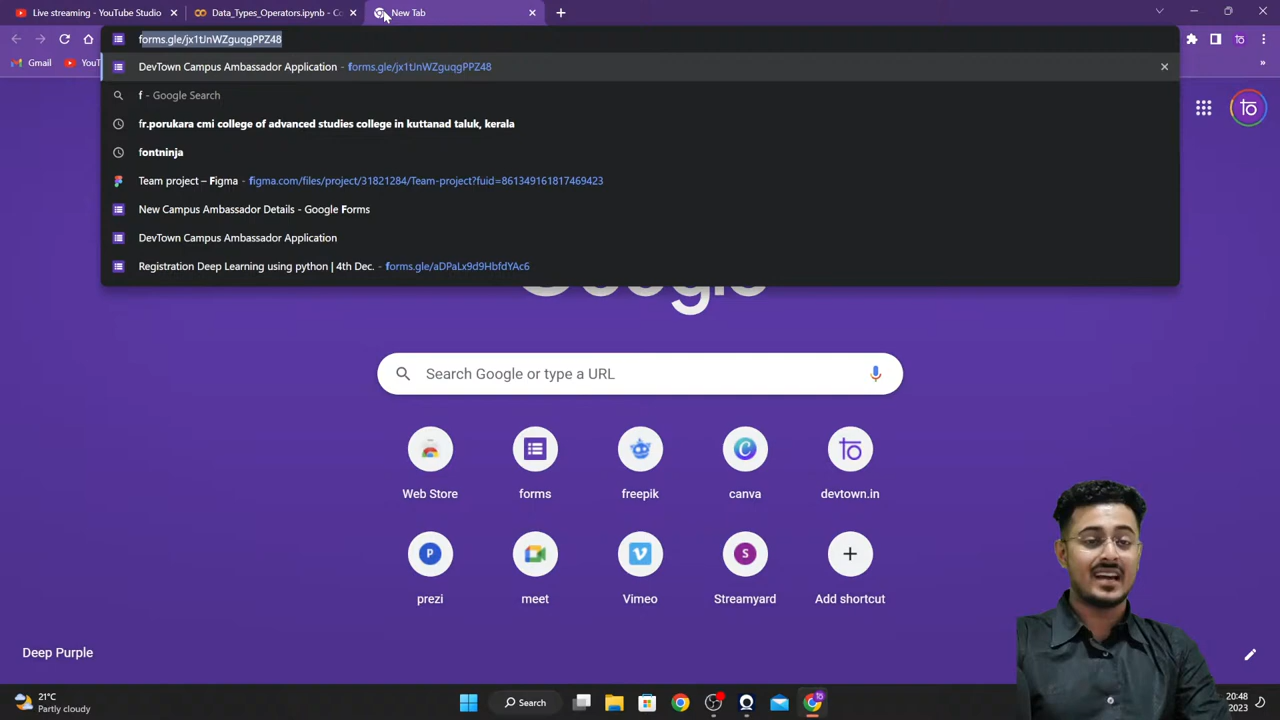 Live streaming - YouTube Studio
Data_Types_Operators.ipynb - Co
New Tab
forms.gle/jx1tJnWZguqgPPZ48
Gmail
YouT
»
DevTown Campus Ambassador Application - forms.gle/jx1tJnWZguqgPPZ48
f - Google Search
fr.porukara cmi college of advanced studies college in kuttanad taluk, kerala
fontninja
Team project – Figma - figma.com/files/project/31821284/Team-project?fuid=861349161817469423
New Campus Ambassador Details - Google Forms
DevTown Campus Ambassador Application
Registration Deep Learning using python | 4th Dec. - forms.gle/aDPaLx9d9HbfdYAc6
Google
Search Google or type a URL
Web Store
forms
freepik
canva
devtown.in
prezi
meet
Vimeo
Streamyard
Add shortcut
Deep Purple
21°C
Partly cloudy
Search
20:48
2023